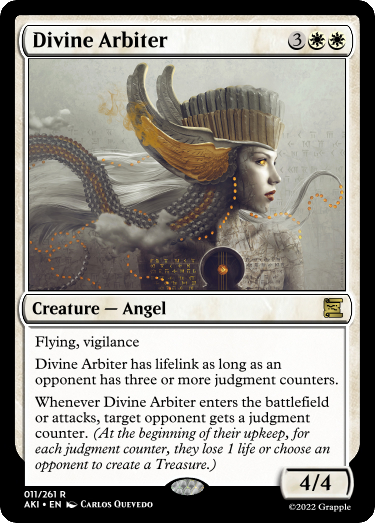 Divine Arbiter 3
Creature — Angel
Flying, vigilance
Divine Arbiter has lifelink as long as an
opponent has three or more judgment counters.
Whenever Divine Arbiter enters the battlefield
or attacks, target opponent gets a judgment
counter. (At the beginning of their upkeep, for
each judgment counter, they lose 1 life or choose an
opponent to create a Treasure.)
4/4
011/261 R
AKI • EN Carlos Quevedo
©2022 Grapple